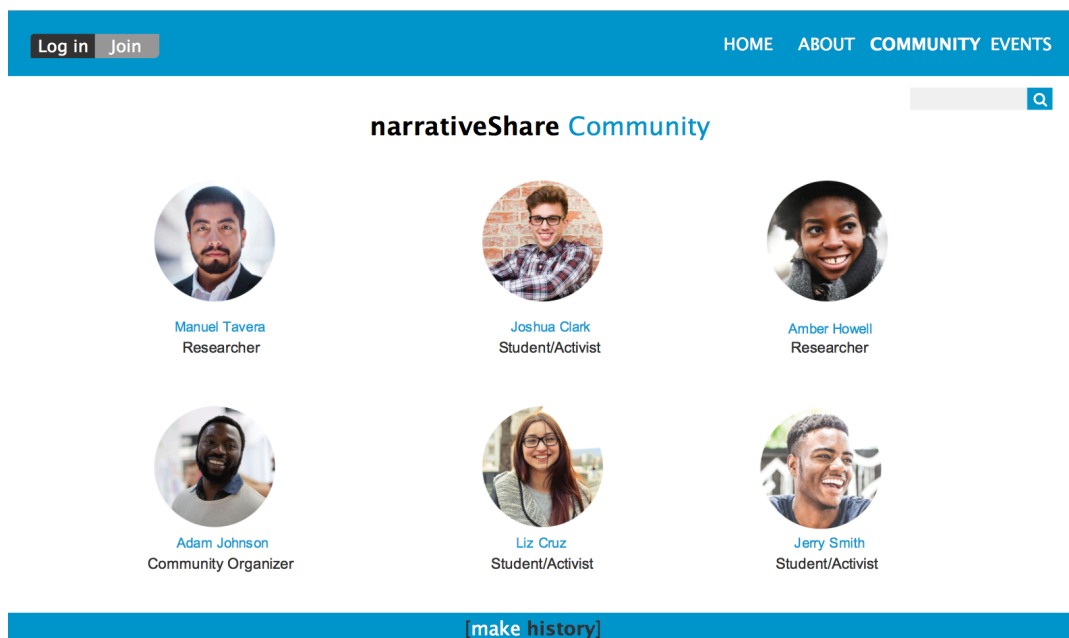 Log in Join HOME ABOUT COMMUNITY EVENTS
narrativeShare Community
Manuel Tavera Joshua Clark Amber Howell
Researcher Student/Activist Researcher
Adam Johnson Liz Cruz Jerry Smith
Community Organizer Student/Activist Student/Activist
[make history]